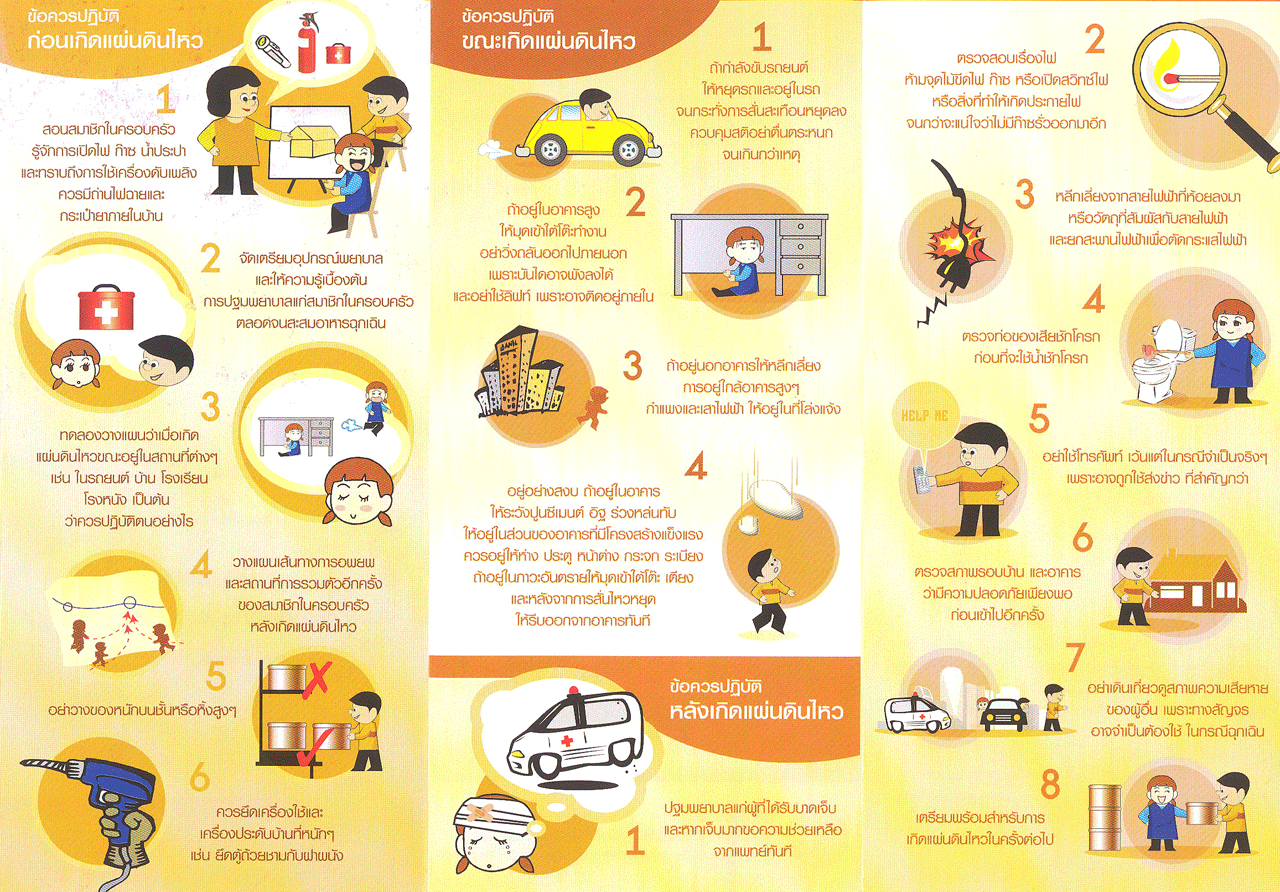 ข้อควรปฏิบัติ
ก่อนเกิดแผ่นดินไหว
1
สอนสมาชิกในครอบครัว
รู้จักการเปิดไฟ ก๊าซ น้ำประปา
และทราบถึงการใช้เครื่องดับเพลิง
ควรมีถ่านไฟฉายและ
กระเป๋ายาภายในบ้าน
2
จัดเตรียมอุปกรณ์พยาบาล
และให้ความรู้เบื้องต้น
การปฐมพยาบาลแก่สมาชิกในครอบครัว
ตลอดจนสะสมอาหารฉุกเฉิน
3
ทดลองวางแผนว่าเมื่อเกิด
แผ่นดินไหวขณะอยู่ในสถานที่ต่างๆ
เช่น ในรถยนต์ บ้าน โรงเรียน
โรงหนัง เป็นต้น
ว่าควรปฏิบัติตนอย่างไร
4
วางแผนเส้นทางการอพยพ
และสถานที่การรวมตัวอีกครั้ง
ของสมาชิกในครอบครัว
หลังเกิดแผ่นดินไหว
5
อย่าวางของหนักบนชั้นหรือหิ้งสูงๆ
6
ควรยึดเครื่องใช้และ
เครื่องประดับบ้านที่หนักๆ
เช่น ยึดตู้ถ้วยชามกับฝาผนัง
ข้อควรปฏิบัติ
ขณะเกิดแผ่นดินไหว
1
ถ้ากำลังขับรถยนต์
ให้หยุดรถและอยู่ในรถ
จนกระทั่งการสั่นสะเทือนหยุดลง
ควบคุมสติอย่าตื่นตระหนก
จนเกินกว่าเหตุ
2
ถ้าอยู่ในอาคารสูง
ให้มุดเข้าใต้โต๊ะทำงาน
อย่าวิ่งถลันออกไปภายนอก
เพราะบันไดอาจพังลงได้
และอย่าใช้ลิฟท์ เพราะอาจติดอยู่ภายใน
BANK
3
ถ้าอยู่นอกอาคารให้หลีกเลี่ยง
การอยู่ใกล้อาคารสูงๆ
กำแพงและเสาไฟฟ้า ให้อยู่ในที่โล่งแจ้ง
4
อยู่อย่างสงบ ถ้าอยู่ในอาคาร
ให้ระวังปูนซีเมนต์ อิฐ ร่วงหล่นทับ
ให้อยู่ในส่วนของอาคารที่มีโครงสร้างแข็งแรง
ควรอยู่ให้ห่าง ประตู หน้าต่าง กระจก ระเบียง
ถ้าอยู่ในภาวะอันตรายให้มุดเข้าใต้โต๊ะ เตียง
และหลังจากการสั่นไหวหยุด
ให้รีบออกจากอาคารทันที
ข้อควรปฏิบัติ
หลังเกิดแผ่นดินไหว
1
ปฐมพยาบาลแก่ผู้ที่ได้รับบาดเจ็บ
และหากเจ็บมากขอความช่วยเหลือ
จากแพทย์ทันที
2
ตรวจสอบเรื่องไฟ
ห้ามจุดไม้ขีดไฟ ก๊าซ หรือเปิดสวิทช์ไฟ
หรือสิ่งที่ทำให้เกิดประกายไฟ
จนกว่าจะแน่ใจว่าไม่มีก๊าซรั่วออกมาอีก
3
หลีกเลี่ยงจากสายไฟฟ้าที่ห้อยลงมา
หรือวัตถุที่สัมผัสกับสายไฟฟ้า
และยกสะพานไฟฟ้าเพื่อตัดกระแสไฟฟ้า
4
ตรวจท่อของเสียชักโครก
ก่อนที่จะใช้น้ำชักโครก
HELP ME
5
อย่าใช้โทรศัพท์ เว้นแต่ในกรณีจำเป็นจริงๆ
เพราะอาจถูกใช้ส่งข่าว ที่สำคัญกว่า
6
ตรวจสภาพรอบบ้าน และอาคาร
ว่ามีความปลอดภัยเพียงพอ
ก่อนเข้าไปอีกครั้ง
7
อย่าเดินเที่ยวดูสภาพความเสียหาย
ของผู้อื่น เพราะทางสัญจร
อาจจำเป็นต้องใช้ ในกรณีฉุกเฉิน
8
เตรียมพร้อมสำหรับการ
เกิดแผ่นดินไหวในครั้งต่อไป